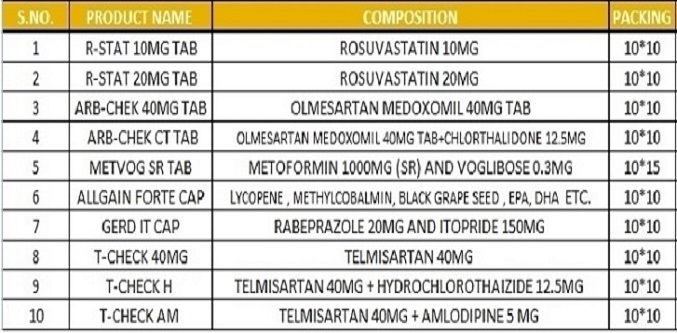 S.NO. PRODUCT NAME COMPOSITION PACKING
1 R-STAT 10MG TAB ROSUVASTATIN 10MG 10*10
2 R-STAT 20MG TAB ROSUVASTATIN 20MG 10*10
3 ARB-CHEK 40MG TAB OLMESARTAN MEDOXOMIL 40MG TAB 10*10
4 ARB-CHEK CT TAB OLMESARTAN MEDOXOMIL 40MG TAB+CHLORTHALIDONE 12.5MG 10*10
5 METVOG SR TAB METOFORMIN 1000MG (SR) AND VOGLIBOSE 0.3MG 10*15
6 ALLGAIN FORTE CAP LYCOPENE , METHYLCOBALMIN, BLACK GRAPE SEED , EPA, DHA ETC. 10*10
7 GERD IT CAP RABEPRAZOLE 20MG AND ITOPRIDE 150MG 10*10
8 T-CHECK 40MG TELMISARTAN 40MG 10*10
9 T-CHECK H TELMISARTAN 40MG + HYDROCHLOROTHAIZIDE 12.5MG 10*10
10 T-CHECK AM TELMISARTAN 40MG + AMLODIPINE 5 MG 10*10